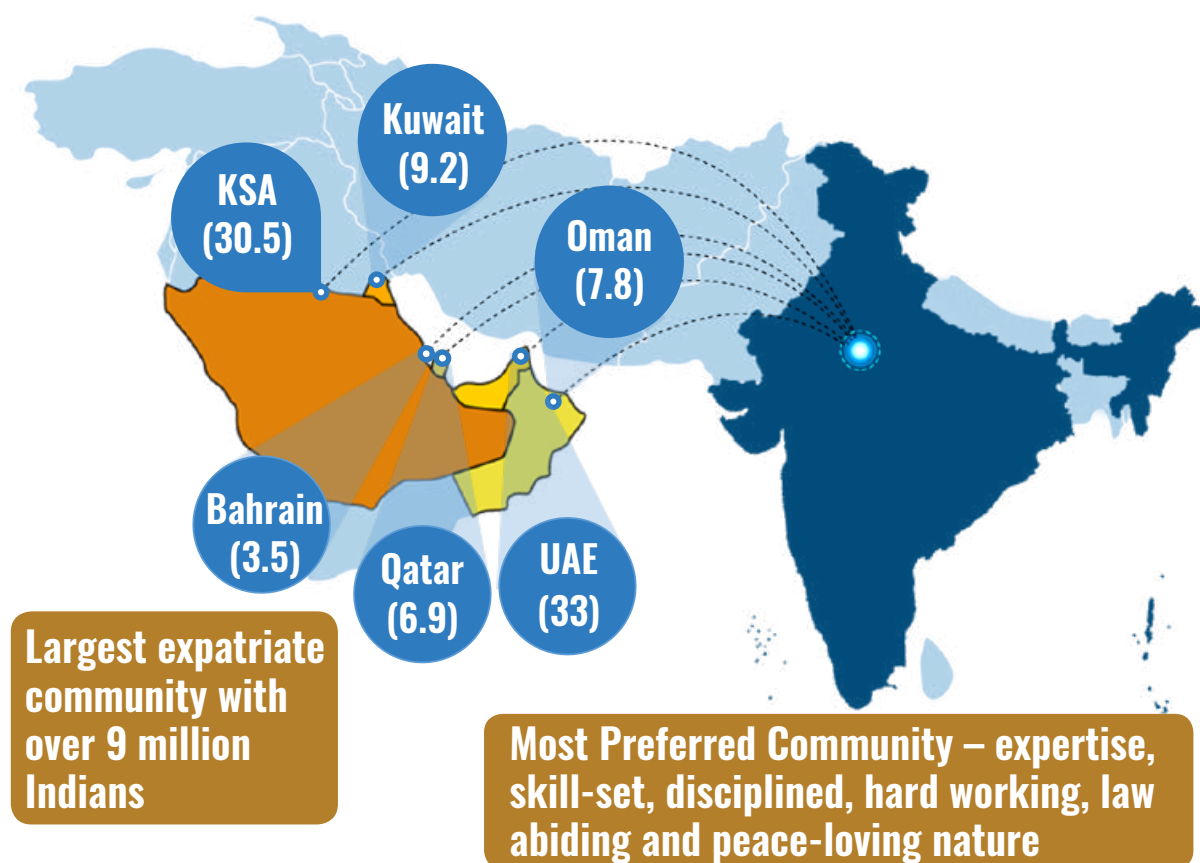 Kuwait
(9.2)
KSA
(30.5)
Oman
(7.8)
Bahrain
(3.5)
Qatar
(6.9)
UAE
(33)
Largest expatriate
community with
over 9 million
Indians
Most Preferred Community – expertise,
skill-set, disciplined, hard working, law
abiding and peace-loving nature